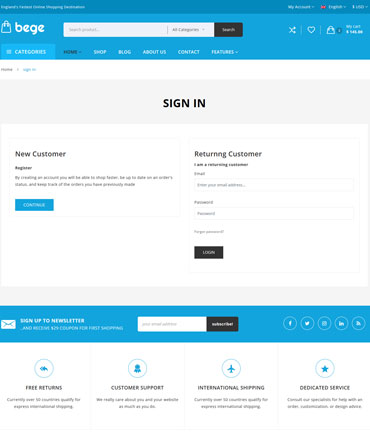 England's Fastest Online Shopping Destination
My Account
English
$ USD
bege
Search product...
All Categories
Search
My cart
$ 145.00
CATEGORIES
HOME
SHOP
BLOG
ABOUT US
CONTACT
FEATURES
Home
sign in
SIGN IN
New Customer
Register
By creating an account you will be able to shop faster, be up to date on an order's
status, and keep track of the orders you have previously made
CONTINUE
Returnng Customer
I am a returning customer
Email
Enter your email address...
Password
Password
Forgot password?
LOGIN
SIGN UP TO NEWSLETTER
...AND RECEIVE $29 COUPON FOR FIRST SHOPPING
your email address
subscribe!
FREE RETURNS
Currently over 50 countries qualify for
express international shipping.
CUSTOMER SUPPORT
We really care about you and your website
as much as you do.
INTERNATIONAL SHIPPING
Currently over 50 countries qualify for
express international shipping.
DEDICATED SERVICE
Consult our specialists for help with an
order, customization, or design advice.